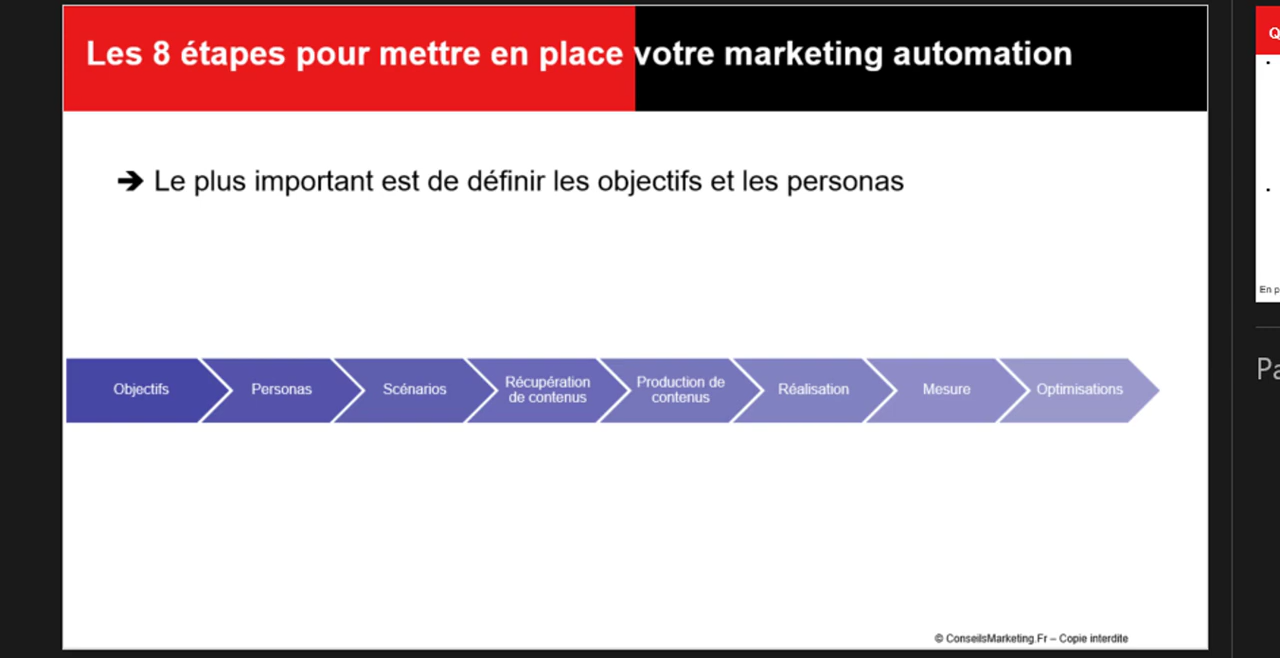 Les 8 étapes pour mettre en place votre marketing automation
➔ Le plus important est de définir les objectifs et les personas
Objectifs
Personas
Scénarios
Récupération
de contenus
Production de
contenus
Réalisation
Mesure
Optimisations
© ConseilsMarketing.Fr – Copie interdite